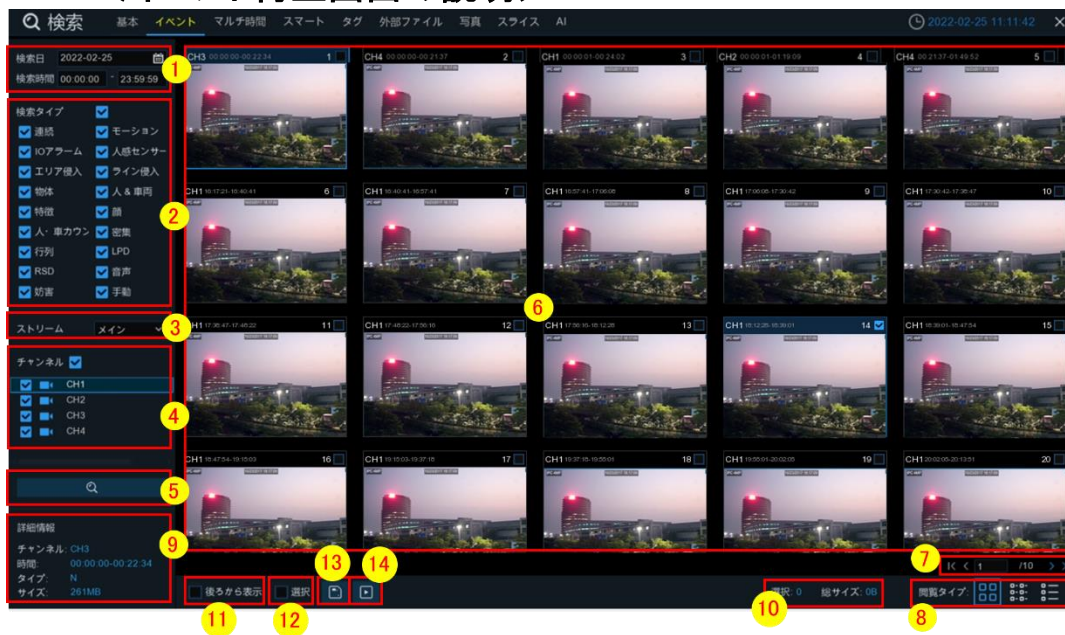 検索 基本 イベント マルチ時間 スマート タグ 外部ファイル 写真 スライス AI 2022-02-25 11:11:42
検索日 2022-02-25
検索時間 00:00:00 - 23:59:59
1
検索タイプ
連続 モーション
IOアラーム 人感センサー
エリア侵入 ライン侵入
物体 人 & 車両
特徴 顔
人・車カウン 密集
行列 LPD
RSD 音声
妨害 手動
2
ストリーム メイン
3
チャンネル
CH1
CH2
CH3
CH4
4
5
詳細情報
チャンネル: CH3
時間: 00:00:00-00:22:34
タイプ: N
サイズ: 261MB
9
CH3 00:00:00-00:22:34 1
CH4 00:00:00-00:21:37 2
CH1 00:00:01-00:24:02 3
CH2 00:00:01-01:19:09 4
CH4 00:21:37-01:49:52 5
CH1 16:17:21-16:40:41 6
CH1 16:40:41-16:57:41 7
CH1 16:57:41-17:06:08 8
CH1 17:06:08-17:30:42 9
CH1 17:30:42-17:38:47 10
6
CH1 17:38:47-17:48:22 11
CH1 17:48:22-17:56:16 12
CH1 17:56:16-18:12:28 13
CH1 18:12:28-18:39:01 14
CH1 18:39:01-18:47:54 15
CH1 18:47:54-19:15:03 16
CH1 19:15:03-19:37:18 17
CH1 19:37:18-19:56:01 18
CH1 19:56:01-20:02:05 19
CH1 20:02:05-20:13:51 20
7
1 /10
13 14
後ろから表示 選択
選択: 0 総サイズ: 0B
閲覧タイプ:
11 12 10 8